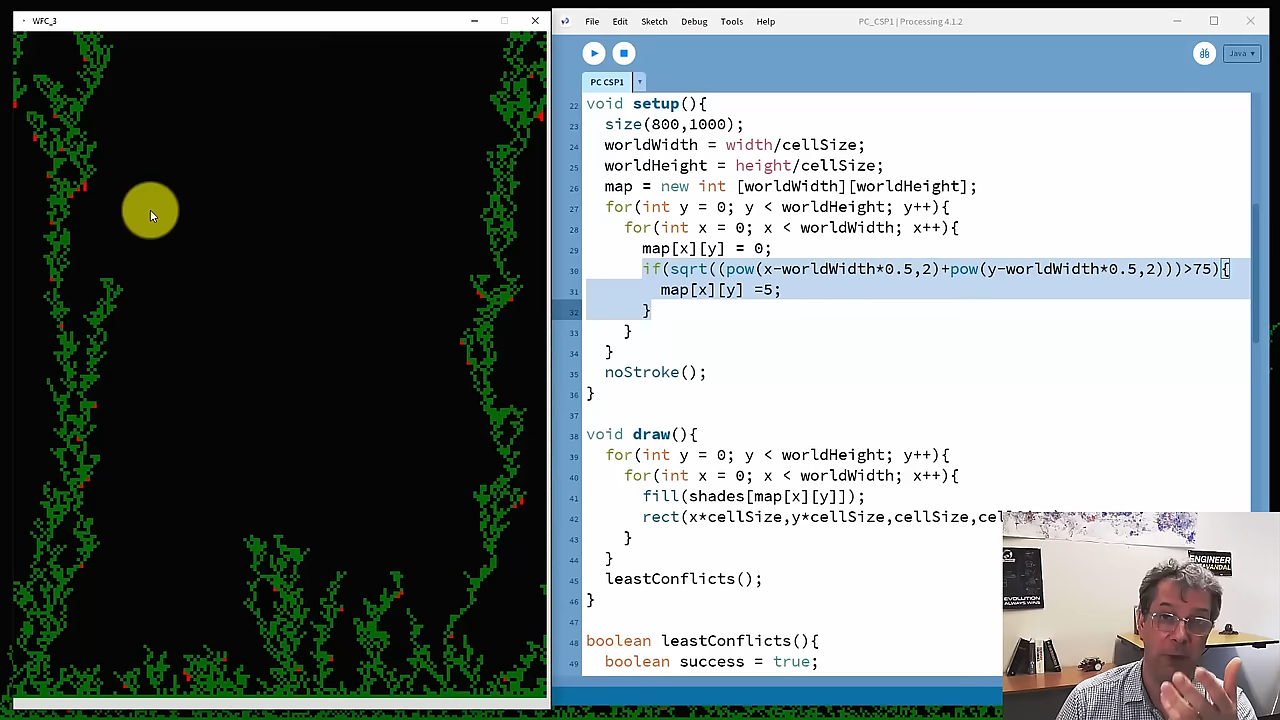 WFC_3
File Edit Sketch Debug Tools Help
PC_CSP1 | Processing 4.1.2
Java
PC CSP1
22 void setup(){
23 size(800,1000);
24 worldWidth = width/cellSize;
25 worldHeight = height/cellSize;
26 map = new int [worldWidth][worldHeight];
27 for(int y = 0; y < worldHeight; y++){
28 for(int x = 0; x < worldWidth; x++){
29 map[x][y] = 0;
30 if(sqrt((pow(x-worldWidth*0.5,2)+pow(y-worldWidth*0.5,2)))>75){
31 map[x][y] =5;
32 }
33 }
34 }
35 noStroke();
36 }
37
38 void draw(){
39 for(int y = 0; y < worldHeight; y++){
40 for(int x = 0; x < worldWidth; x++){
41 fill(shades[map[x][y]]);
42 rect(x*cellSize,y*cellSize,cellSize,cel
43 }
44 }
45 leastConflicts();
46 }
47
48 boolean leastConflicts(){
49 boolean success = true;
EVOLUTION
ALWAYS WINS
ENGINEER
VANDAL